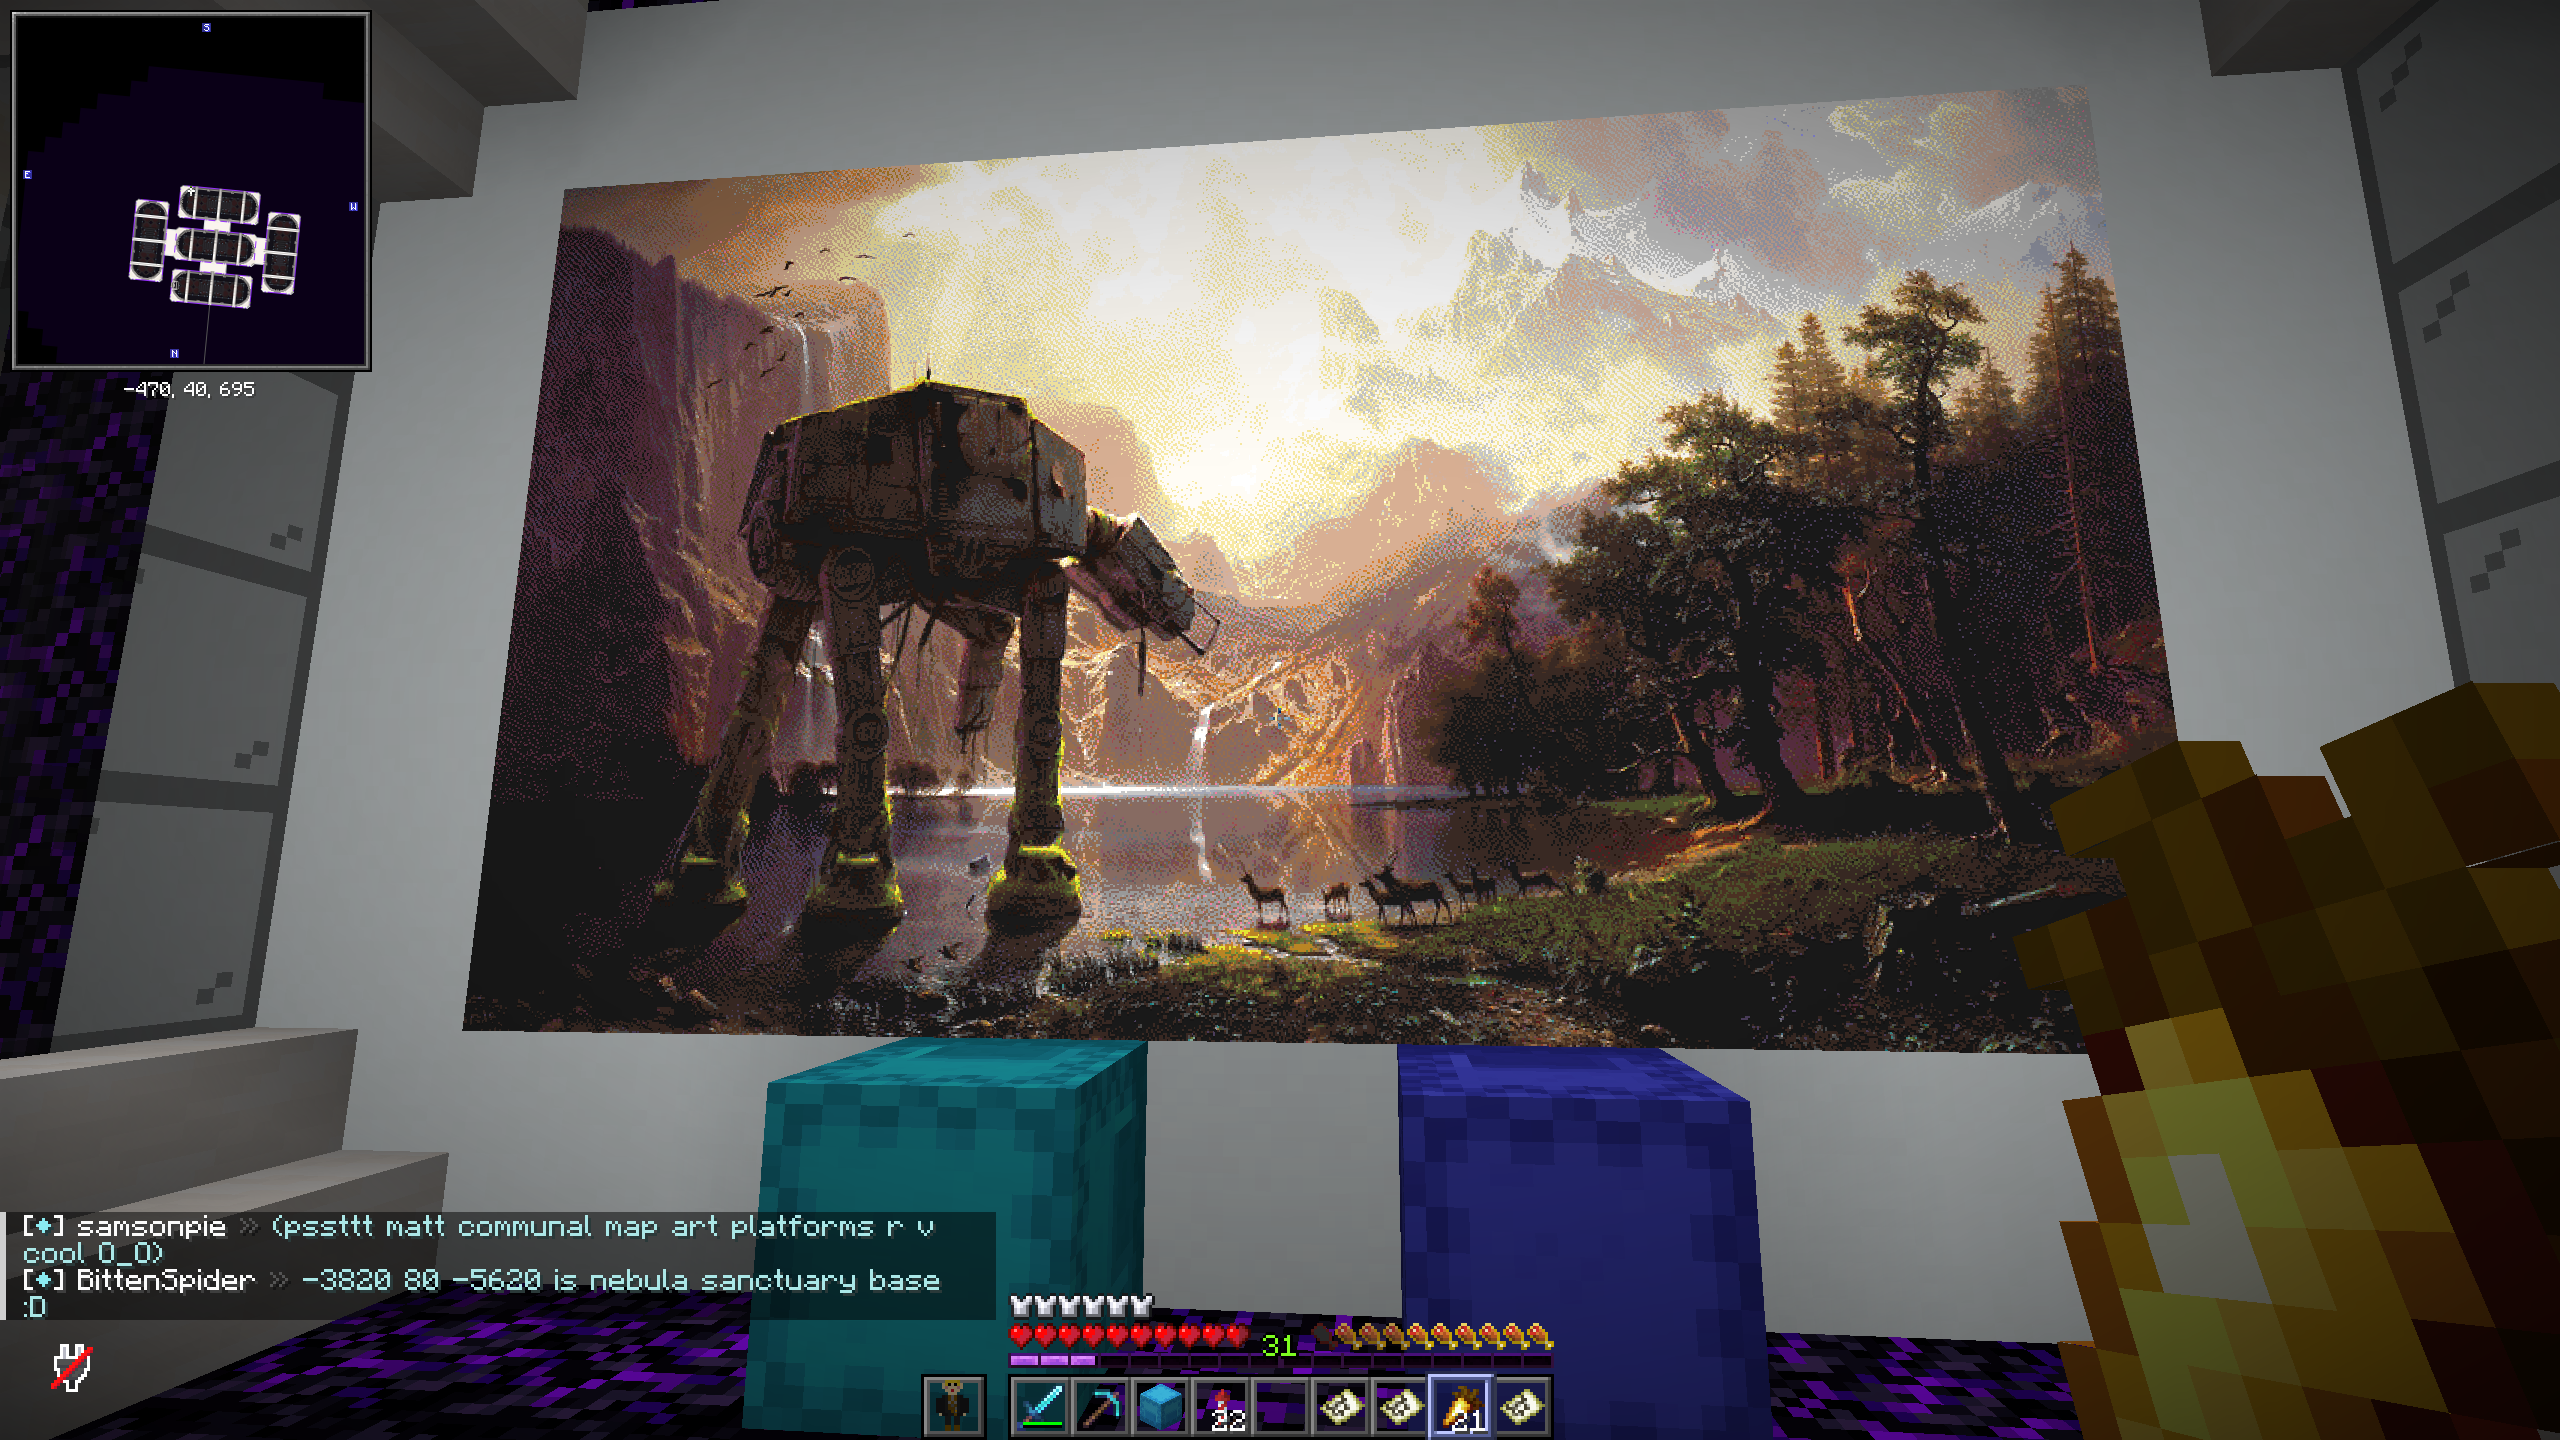 S
E
W
N
-470, 40, 695
[✦] samsonpie » (pssttt matt communal map art platforms r v
cool 0_0)
[✦] BittenSpider » -3820 80 -5620 is nebula sanctuary base
:D
31
22
21